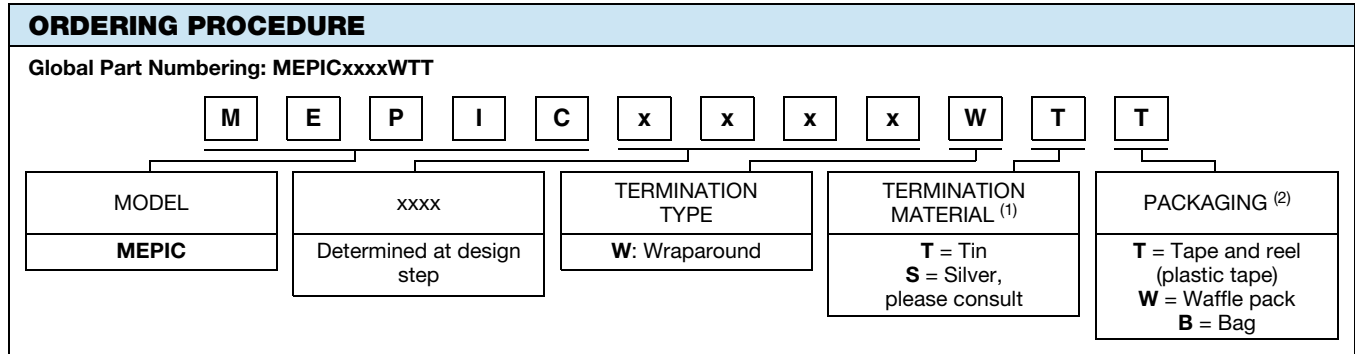 ORDERING PROCEDURE
Global Part Numbering: MEPICxxxxWTT
M E P I C x x x x W T T
MODEL
MEPIC
xxxx
Determined at design
step
TERMINATION
TYPE
W: Wraparound
TERMINATION
MATERIAL (1)
T = Tin
S = Silver,
please consult
PACKAGING (2)
T = Tape and reel
(plastic tape)
W = Waffle pack
B = Bag